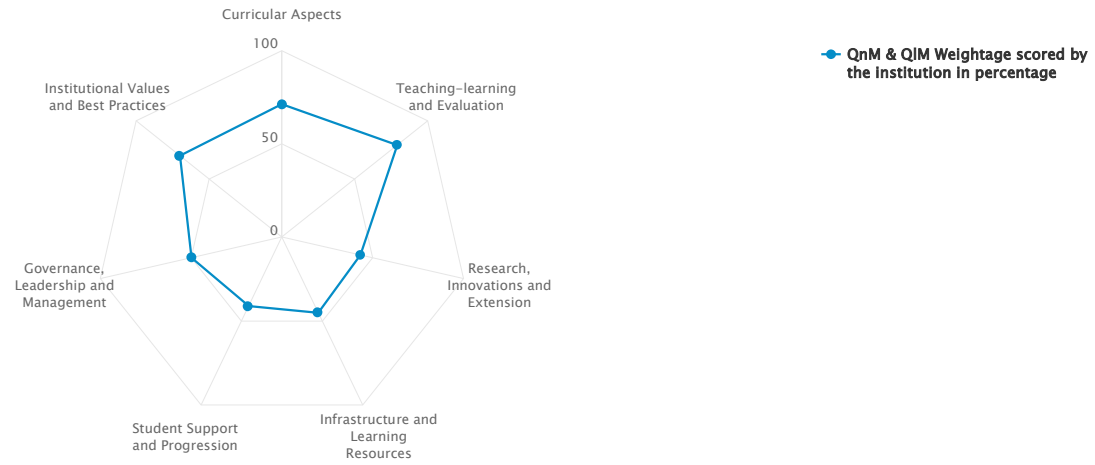 Curricular Aspects
100
Institutional Values
and Best Practices
Teaching-learning
and Evaluation
50
0
Governance,
Leadership and
Management
Research,
Innovations and
Extension
Student Support
and Progression
Infrastructure and
Learning
Resources
QnM & QlM Weightage scored by
the institution in percentage